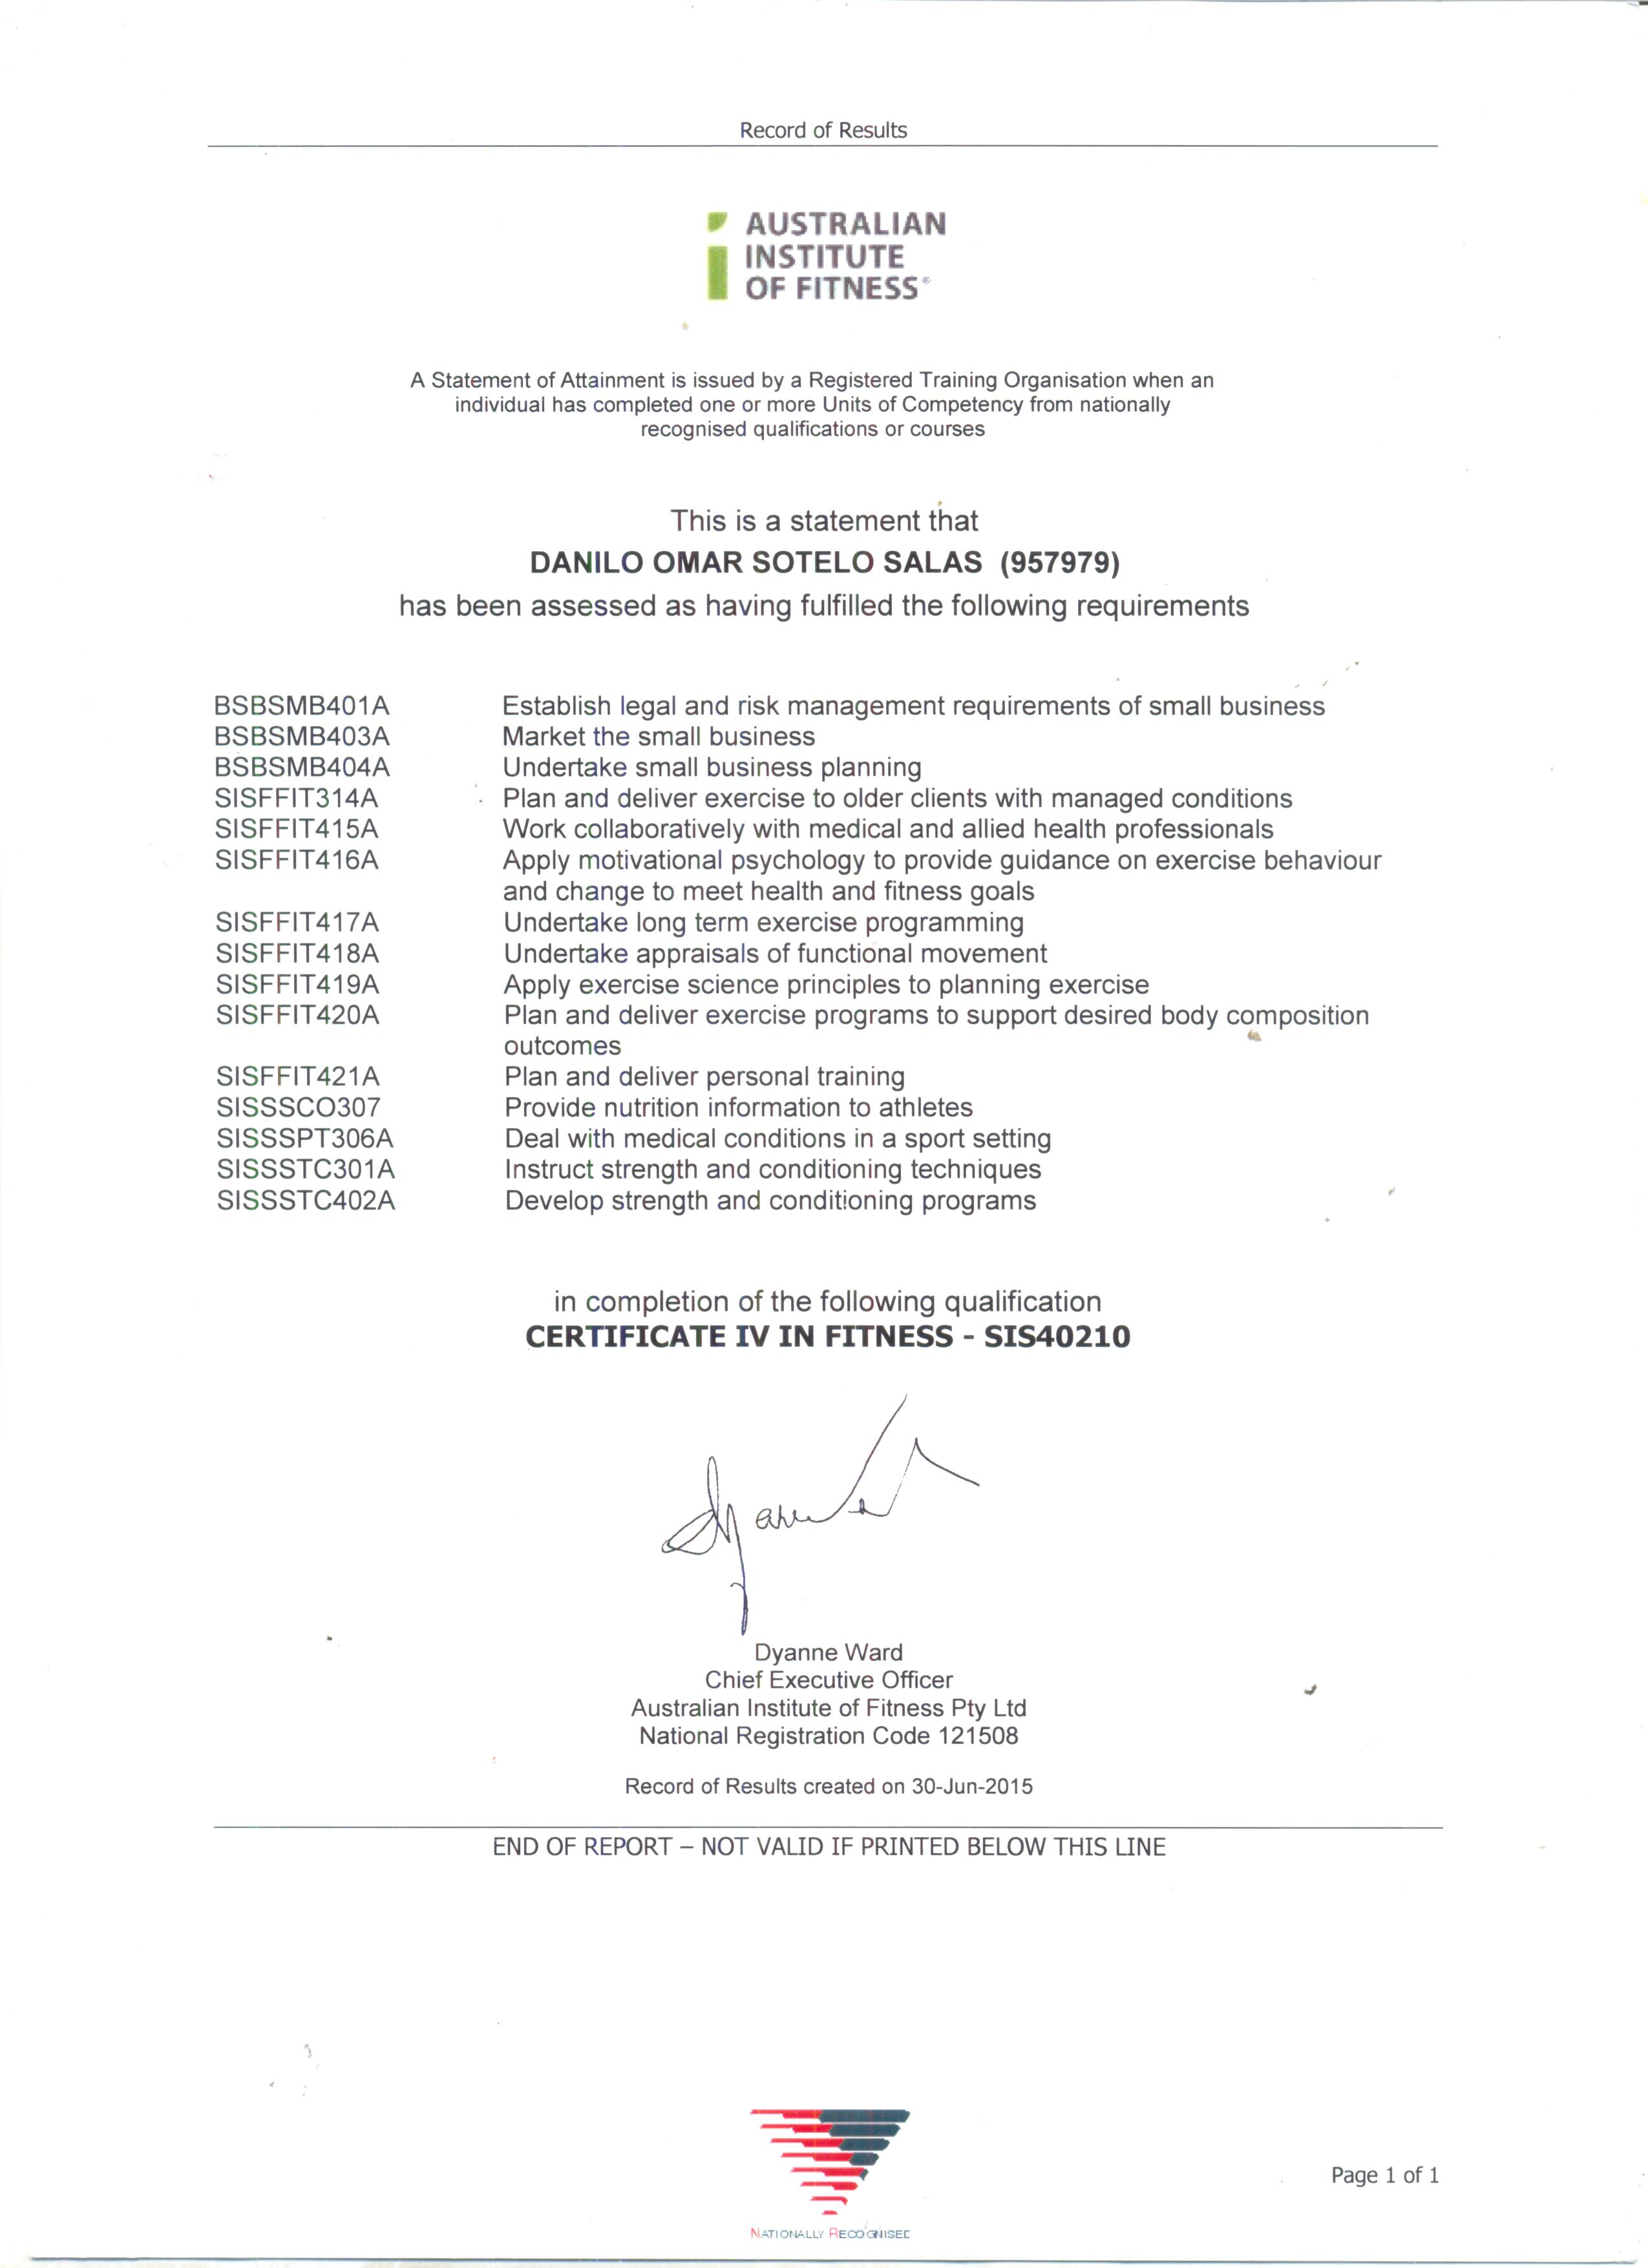 Record of Results
AUSTRALIAN
INSTITUTE
OF FITNESS®
A Statement of Attainment is issued by a Registered Training Organisation when an
individual has completed one or more Units of Competency from nationally
recognised qualifications or courses
This is a statement that
DANILO OMAR SOTELO SALAS (957979)
has been assessed as having fulfilled the following requirements
BSBSMB401A Establish legal and risk management requirements of small business
BSBSMB403A Market the small business
BSBSMB404A Undertake small business planning
SISFFIT314A Plan and deliver exercise to older clients with managed conditions
SISFFIT415A Work collaboratively with medical and allied health professionals
SISFFIT416A Apply motivational psychology to provide guidance on exercise behaviour
and change to meet health and fitness goals
SISFFIT417A Undertake long term exercise programming
SISFFIT418A Undertake appraisals of functional movement
SISFFIT419A Apply exercise science principles to planning exercise
SISFFIT420A Plan and deliver exercise programs to support desired body composition
outcomes
SISFFIT421A Plan and deliver personal training
SISSSCO307 Provide nutrition information to athletes
SISSSPT306A Deal with medical conditions in a sport setting
SISSSTC301A Instruct strength and conditioning techniques
SISSSTC402A Develop strength and conditioning programs
in completion of the following qualification
CERTIFICATE IV IN FITNESS - SIS40210
Dyanne Ward
Chief Executive Officer
Australian Institute of Fitness Pty Ltd
National Registration Code 121508
Record of Results created on 30-Jun-2015
END OF REPORT – NOT VALID IF PRINTED BELOW THIS LINE
Page 1 of 1
NATIONALLY RECOGNISED